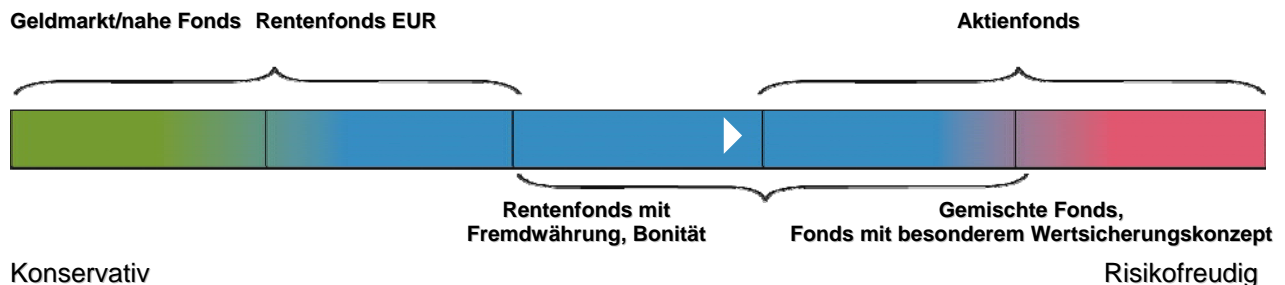 Geldmarkt/nahe Fonds Rentenfonds EUR
Aktienfonds
Rentenfonds mit
Fremdwährung, Bonität
Gemischte Fonds,
Fonds mit besonderem Wertsicherungskonzept
Konservativ
Risikofreudig